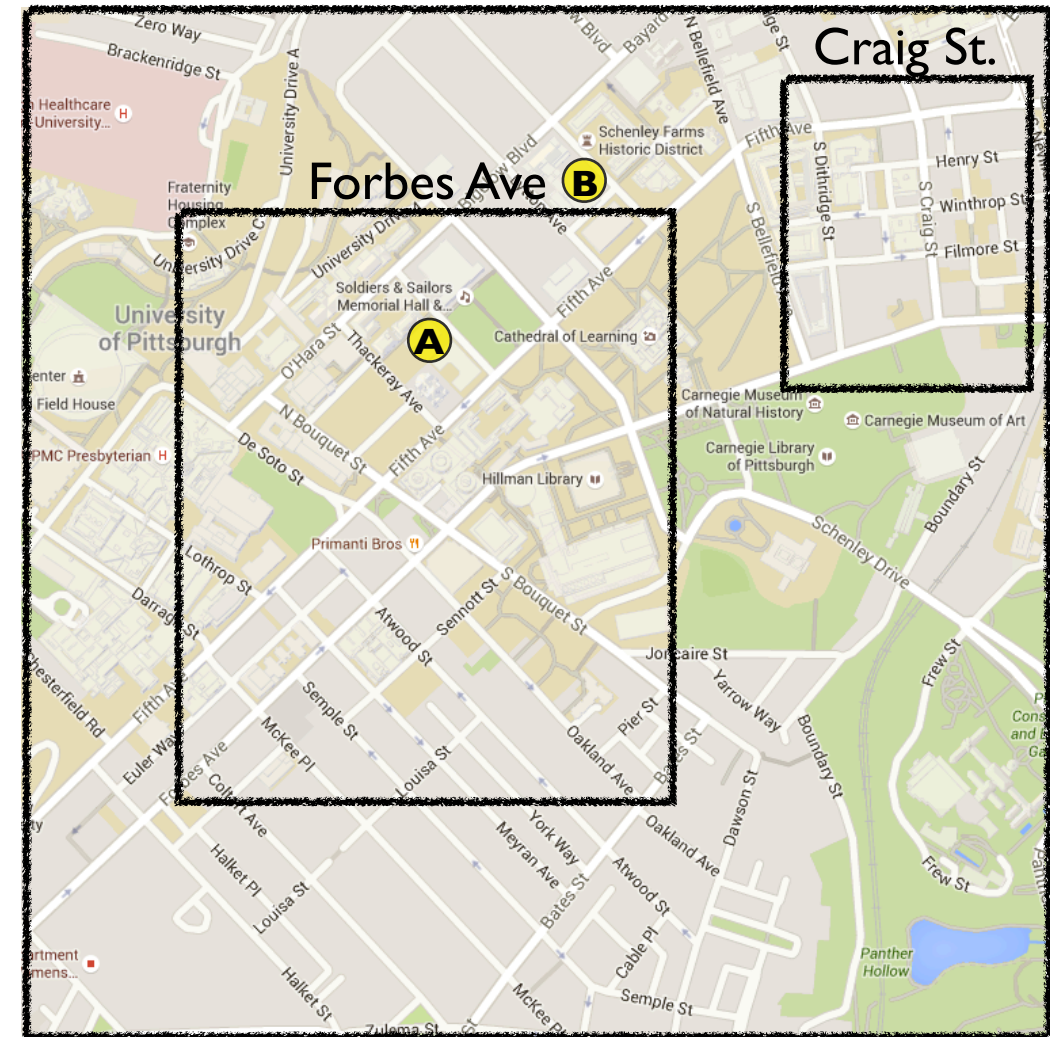 Zero Way
Brackenridge St
University Drive A
Bayard
N Bellefield Ave
Craig St.
Healthcare
University...
H
Schenley Farms
Historic District
Fifth Ave
S Dithridge St
Henry St
S Craig St
Winthrop St
Filmore St
Forbes Ave
B
Bigelow Blvd
Fraternity
Housing
Complex
University Drive C
University Drive A
S Bellefield
Soldiers & Sailors
Memorial Hall &...
University
of Pittsburgh
A
Fifth Ave
Cathedral of Learning
O'Hara St
Thackeray Ave
Field House
Carnegie Museum
of Natural History
Carnegie Museum of Art
N Bouquet St
Fifth Ave
De Soto St
PMC Presbyterian
H
Carnegie Library
of Pittsburgh
Hillman Library
Boundary St
Primanti Bros
Schenley Drive
Lothrop St
Darragh St
S Bouquet St
Sennott St
Atwood St
Joncaire St
Frew St
Chesterfield Rd
Fifth Ave
Semple St
McKee Pl
Yarrow Way
Pier St
Oakland Ave
Bates St
Boundary St
Euler Way
Forbes Ave
Louisa St
Coltart Ave
Dawson St
York Way
Meyran Ave
Oakland Ave
Halket Pl
Atwood St
Frew St
Louisa St
Bates St
Cable Pl
Panther
Hollow
Halket St
McKee Pl
Semple St
Zulema St